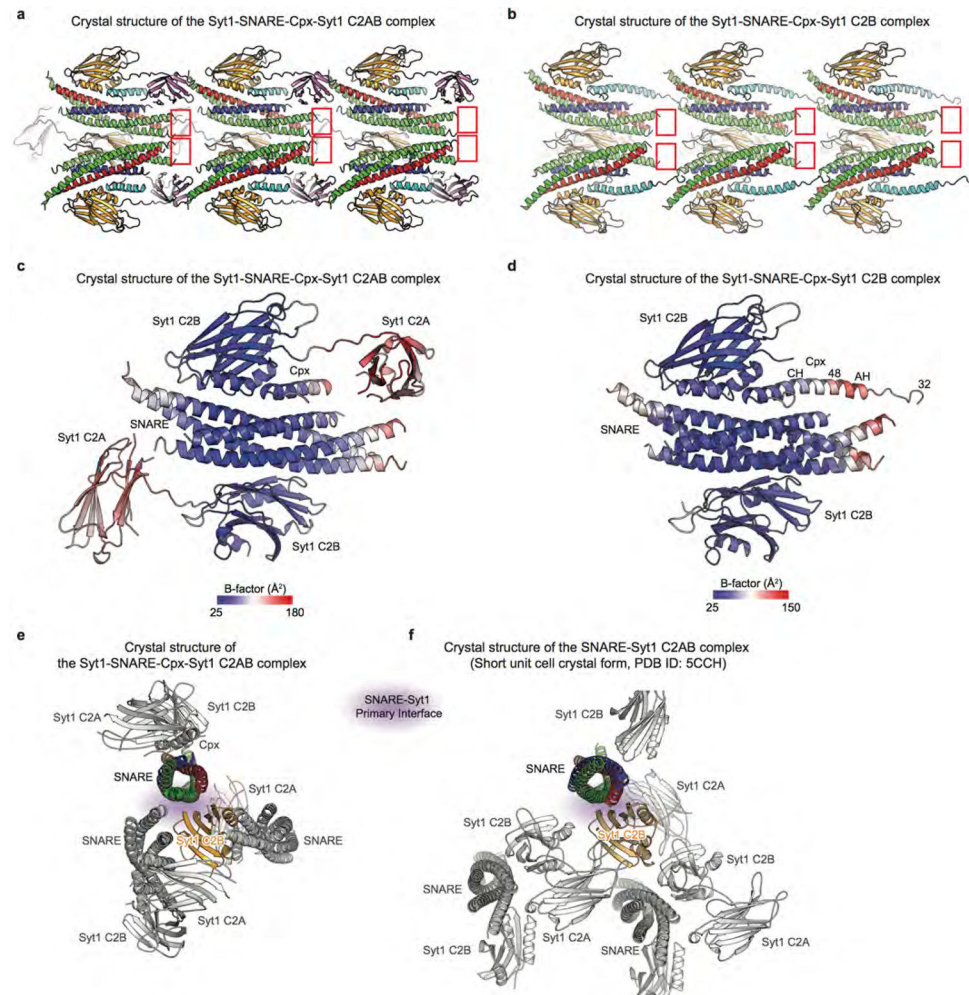 a
Crystal structure of the Syt1-SNARE-Cpx-Syt1 C2AB complex
b
Crystal structure of the Syt1-SNARE-Cpx-Syt1 C2B complex
c
Crystal structure of the Syt1-SNARE-Cpx-Syt1 C2AB complex
Syt1 C2B
Syt1 C2A
Cpx
SNARE
Syt1 C2A
Syt1 C2B
B-factor (Å²)
25 180
d
Crystal structure of the Syt1-SNARE-Cpx-Syt1 C2B complex
Syt1 C2B
Cpx
CH 48 AH 32
SNARE
Syt1 C2B
B-factor (Å²)
25 150
e
Crystal structure of
the Syt1-SNARE-Cpx-Syt1 C2AB complex
Syt1 C2A Syt1 C2B
Cpx
SNARE
Syt1 C2A
SNARE Syt1 C2B SNARE
Syt1 C2A
Syt1 C2B
SNARE-Syt1
Primary Interface
f
Crystal structure of the SNARE-Syt1 C2AB complex
(Short unit cell crystal form, PDB ID: 5CCH)
Syt1 C2B
SNARE
Syt1 C2A
Syt1 C2B Syt1 C2B
Syt1 C2B
SNARE
Syt1 C2B Syt1 C2A SNARE Syt1 C2A